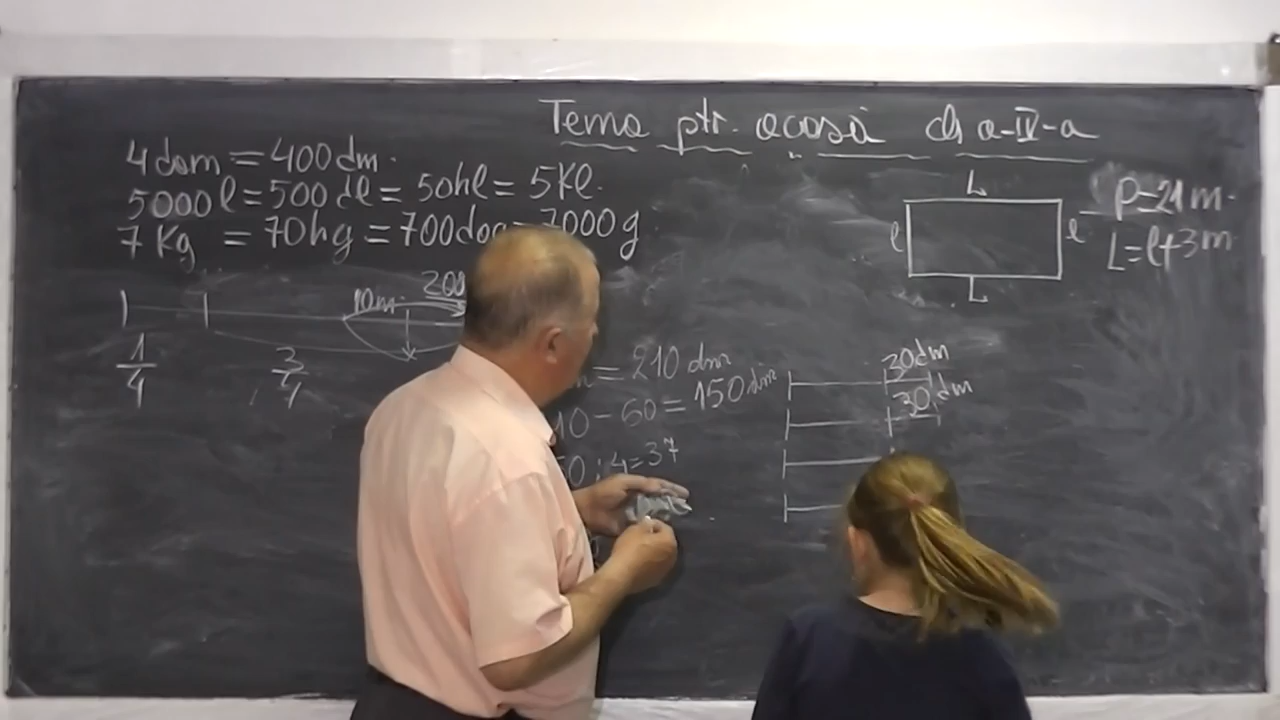 Tema ptr. acasă cls a-IV-a
4 dam = 400 dm.
5000 l = 500 dl = 50 hl = 5 Kl.
7 Kg = 70 hg = 700 dag = 7000 g
L
l l
L
P = 21 m.
L = l + 3 m
10m. 200
1/4 3/4
= 210 dm
10 - 60 = 150 dm
0 : 4 = 37
30 dm
30 dm